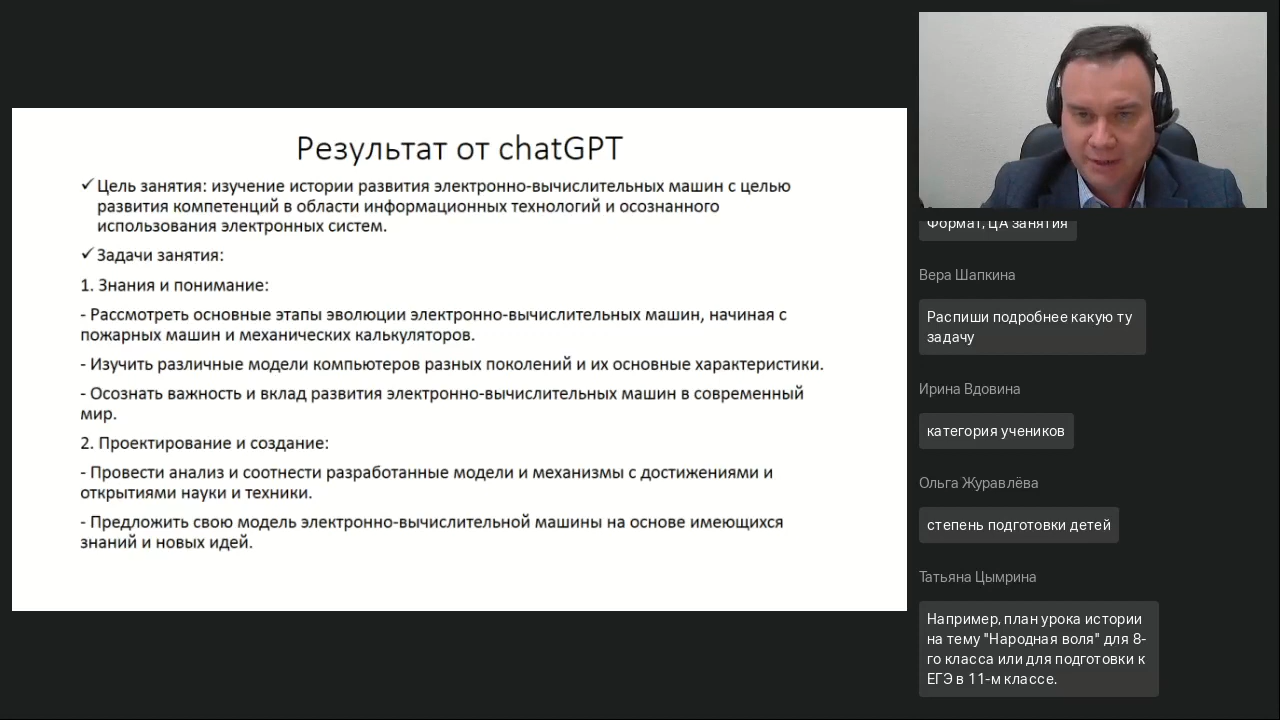 Результат от chatGPT
✓ Цель занятия: изучение истории развития электронно-вычислительных машин с целью
развития компетенций в области информационных технологий и осознанного
использования электронных систем.
✓ Задачи занятия:
1. Знания и понимание:
- Рассмотреть основные этапы эволюции электронно-вычислительных машин, начиная с
пожарных машин и механических калькуляторов.
- Изучить различные модели компьютеров разных поколений и их основные характеристики.
- Осознать важность и вклад развития электронно-вычислительных машин в современный
мир.
2. Проектирование и создание:
- Провести анализ и соотнести разработанные модели и механизмы с достижениями и
открытиями науки и техники.
- Предложить свою модель электронно-вычислительной машины на основе имеющихся
знаний и новых идей.
Формат, ЦА занятия
Вера Шапкина
Распиши подробнее какую ту
задачу
Ирина Вдовина
категория учеников
Ольга Журавлёва
степень подготовки детей
Татьяна Цымрина
Например, план урока истории
на тему "Народная воля" для 8-
го класса или для подготовки к
ЕГЭ в 11-м классе.